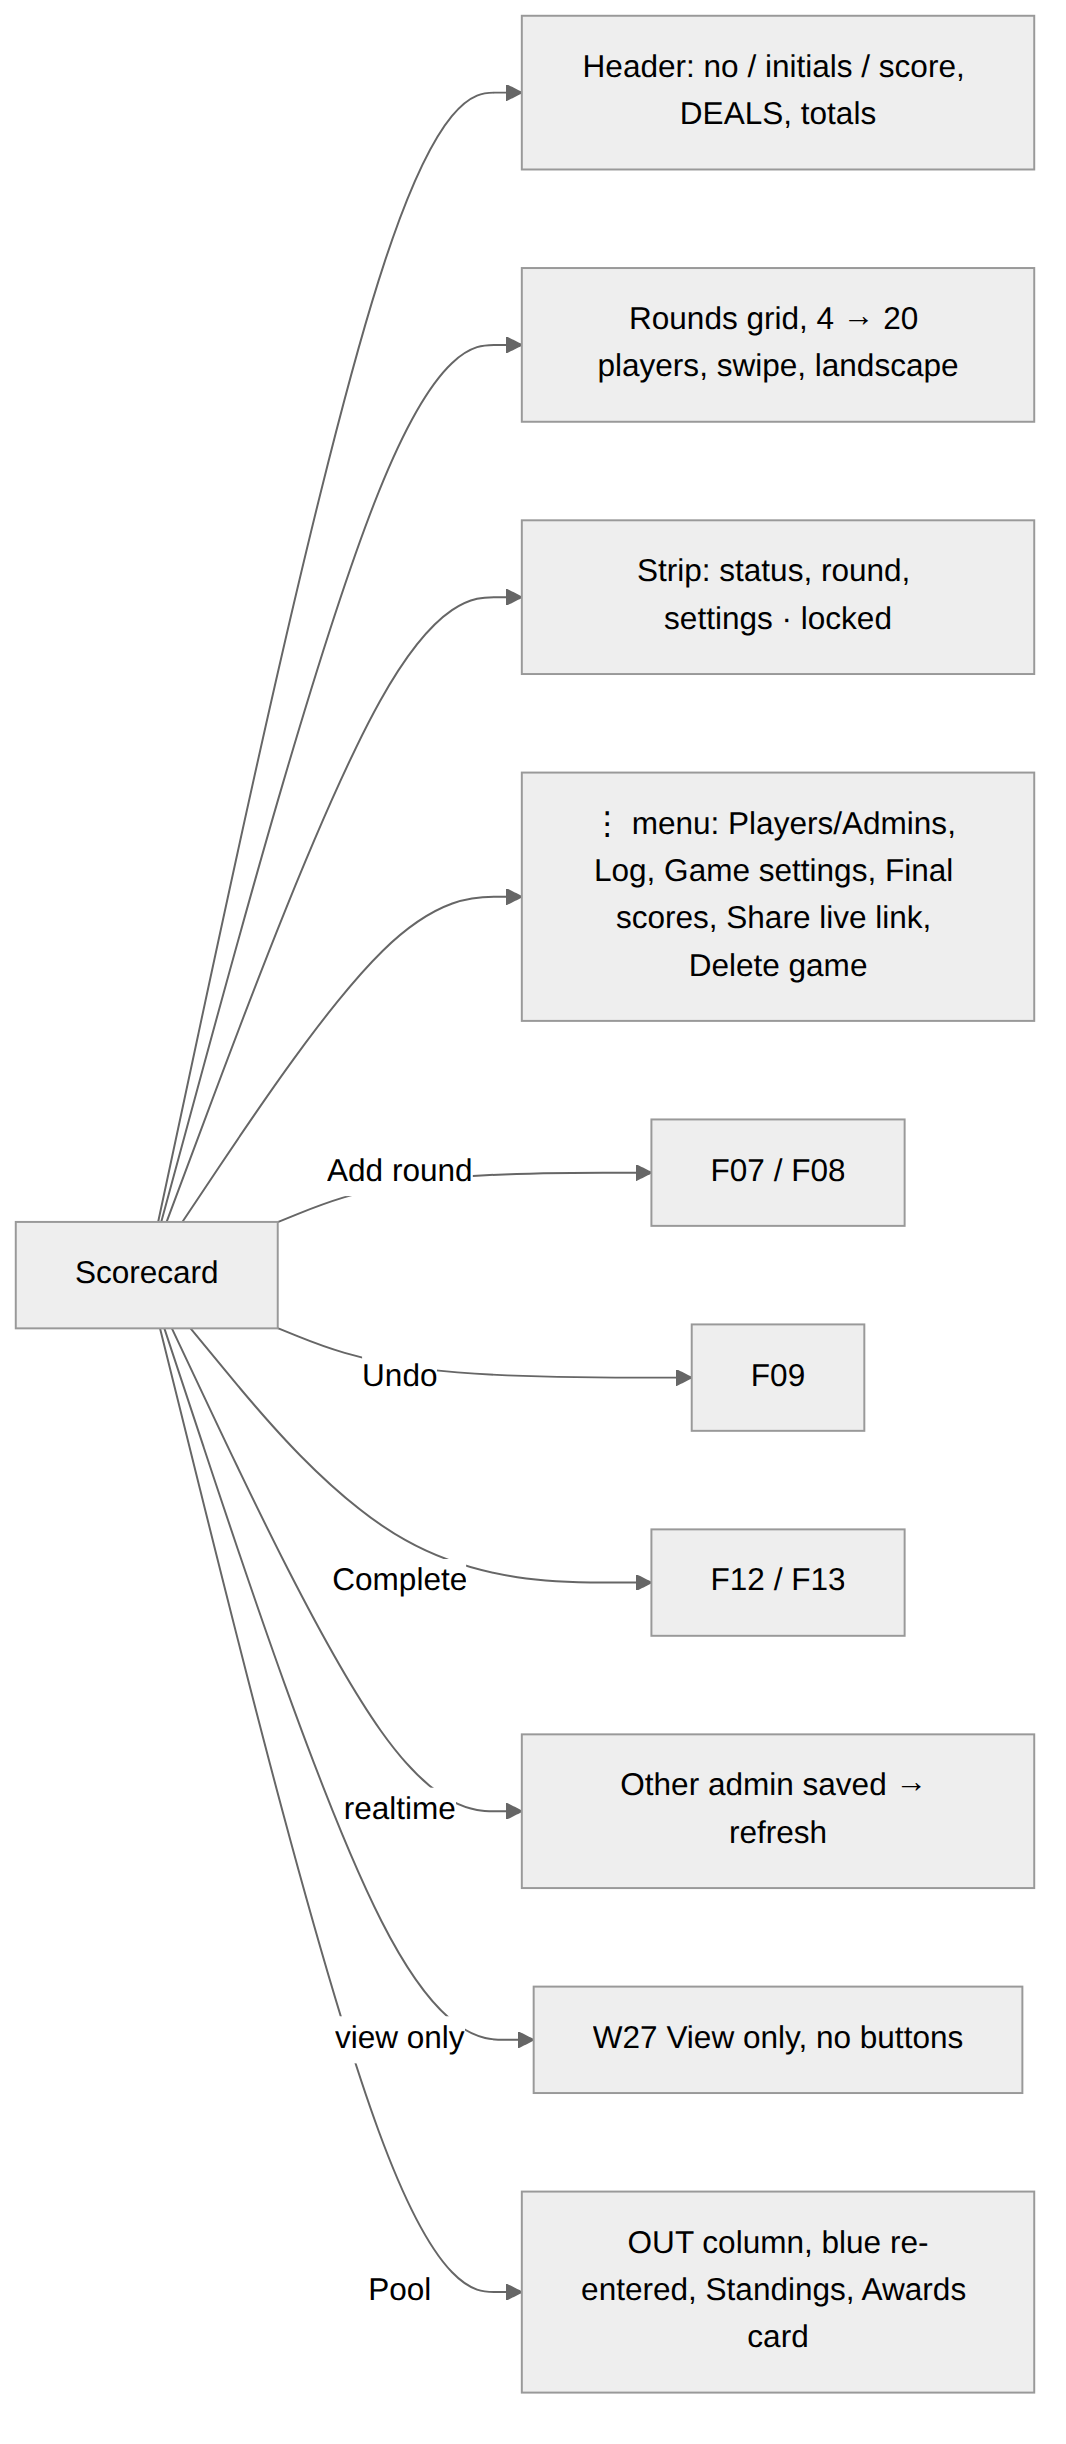 Header: no / initials / score,
DEALS, totals
Rounds grid, 4 → 20
players, swipe, landscape
Strip: status, round,
settings · locked
⋮ menu: Players/Admins,
Log, Game settings, Final
scores, Share live link,
Delete game
Add round
F07 / F08
Scorecard
Undo
F09
Complete
F12 / F13
realtime
Other admin saved →
refresh
view only
W27 View only, no buttons
Pool
OUT column, blue re-
entered, Standings, Awards
card